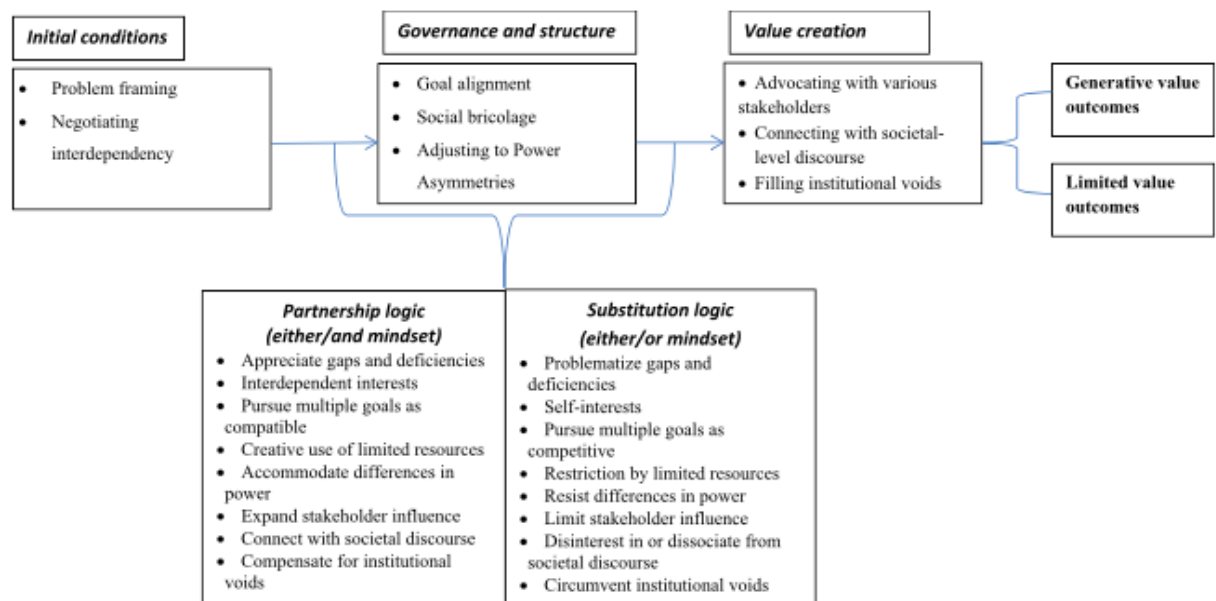 Initial conditions
• Problem framing
• Negotiating
interdependency
Governance and structure
• Goal alignment
• Social bricolage
• Adjusting to Power
Asymmetries
Value creation
• Advocating with various
stakeholders
• Connecting with societal-
level discourse
• Filling institutional voids
Generative value
outcomes
Limited value
outcomes
Partnership logic
(either/and mindset)
• Appreciate gaps and deficiencies
• Interdependent interests
• Pursue multiple goals as
compatible
• Creative use of limited resources
• Accommodate differences in
power
• Expand stakeholder influence
• Connect with societal discourse
• Compensate for institutional
voids
Substitution logic
(either/or mindset)
• Problematize gaps and
deficiencies
• Self-interests
• Pursue multiple goals as
competitive
• Restriction by limited resources
• Resist differences in power
• Limit stakeholder influence
• Disinterest in or dissociate from
societal discourse
• Circumvent institutional voids